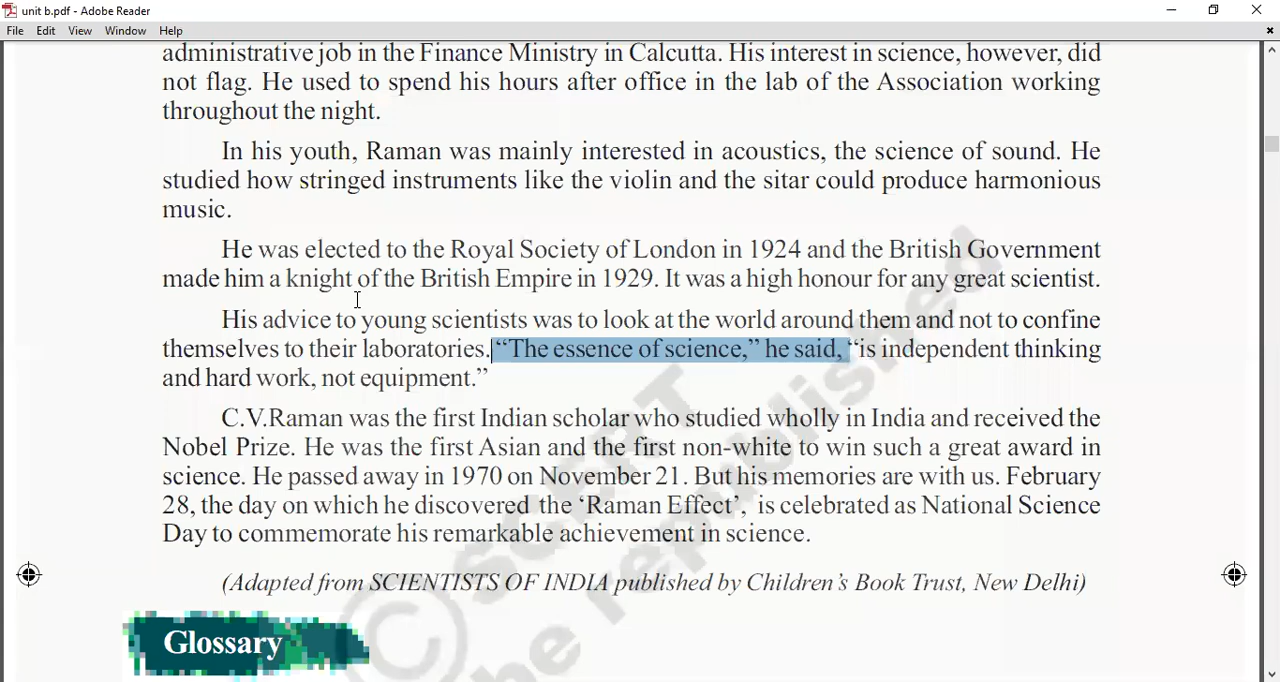 unit b.pdf - Adobe Reader
File Edit View Window Help
administrative job in the Finance Ministry in Calcutta. His interest in science, however, did
not flag. He used to spend his hours after office in the lab of the Association working
throughout the night.
In his youth, Raman was mainly interested in acoustics, the science of sound. He
studied how stringed instruments like the violin and the sitar could produce harmonious
music.
He was elected to the Royal Society of London in 1924 and the British Government
made him a knight of the British Empire in 1929. It was a high honour for any great scientist.
His advice to young scientists was to look at the world around them and not to confine
themselves to their laboratories. “The essence of science,” he said, “is independent thinking
and hard work, not equipment.”
C.V.Raman was the first Indian scholar who studied wholly in India and received the
Nobel Prize. He was the first Asian and the first non-white to win such a great award in
science. He passed away in 1970 on November 21. But his memories are with us. February
28, the day on which he discovered the ‘Raman Effect’, is celebrated as National Science
Day to commemorate his remarkable achievement in science.
(Adapted from SCIENTISTS OF INDIA published by Children’s Book Trust, New Delhi)
Glossary
© SCERT
be republished